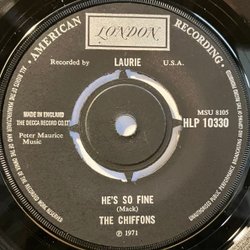 AMERICAN
LONDON
RECORDING
Recorded by
LAURIE
U.S.A.
MADE IN ENGLAND
THE DECCA RECORD CO. LTD.
Peter Maurice
Music
MSU 8105
HLP 10330
HE'S SO FINE
(Mack)
THE CHIFFONS
℗ 1971